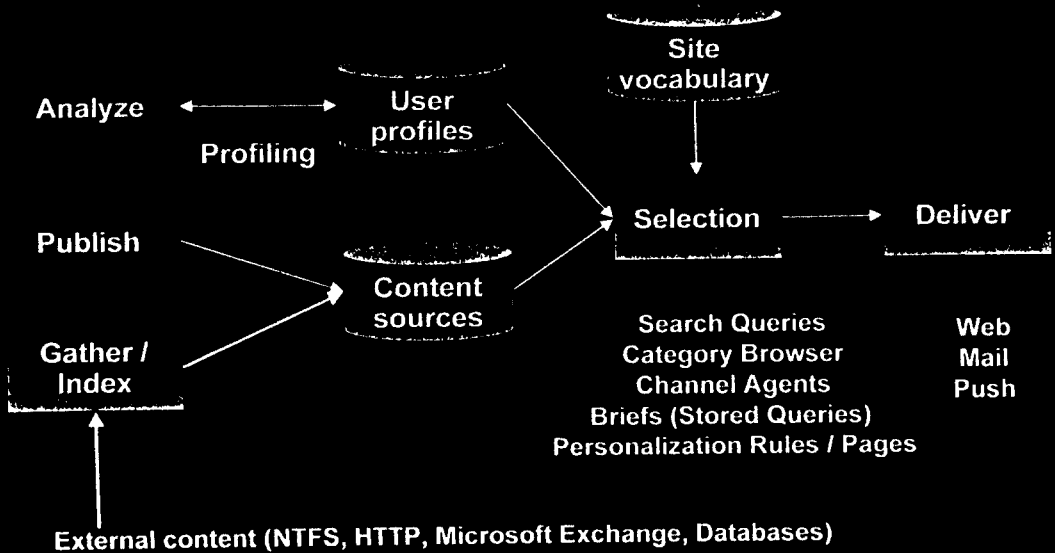 Site
vocabulary
Analyze
User
profiles
Profiling
Selection
Deliver
Publish
Content
sources
Gather /
Index
Search Queries
Category Browser
Channel Agents
Briefs (Stored Queries)
Personalization Rules / Pages
Web
Mail
Push
External content (NTFS, HTTP, Microsoft Exchange, Databases)